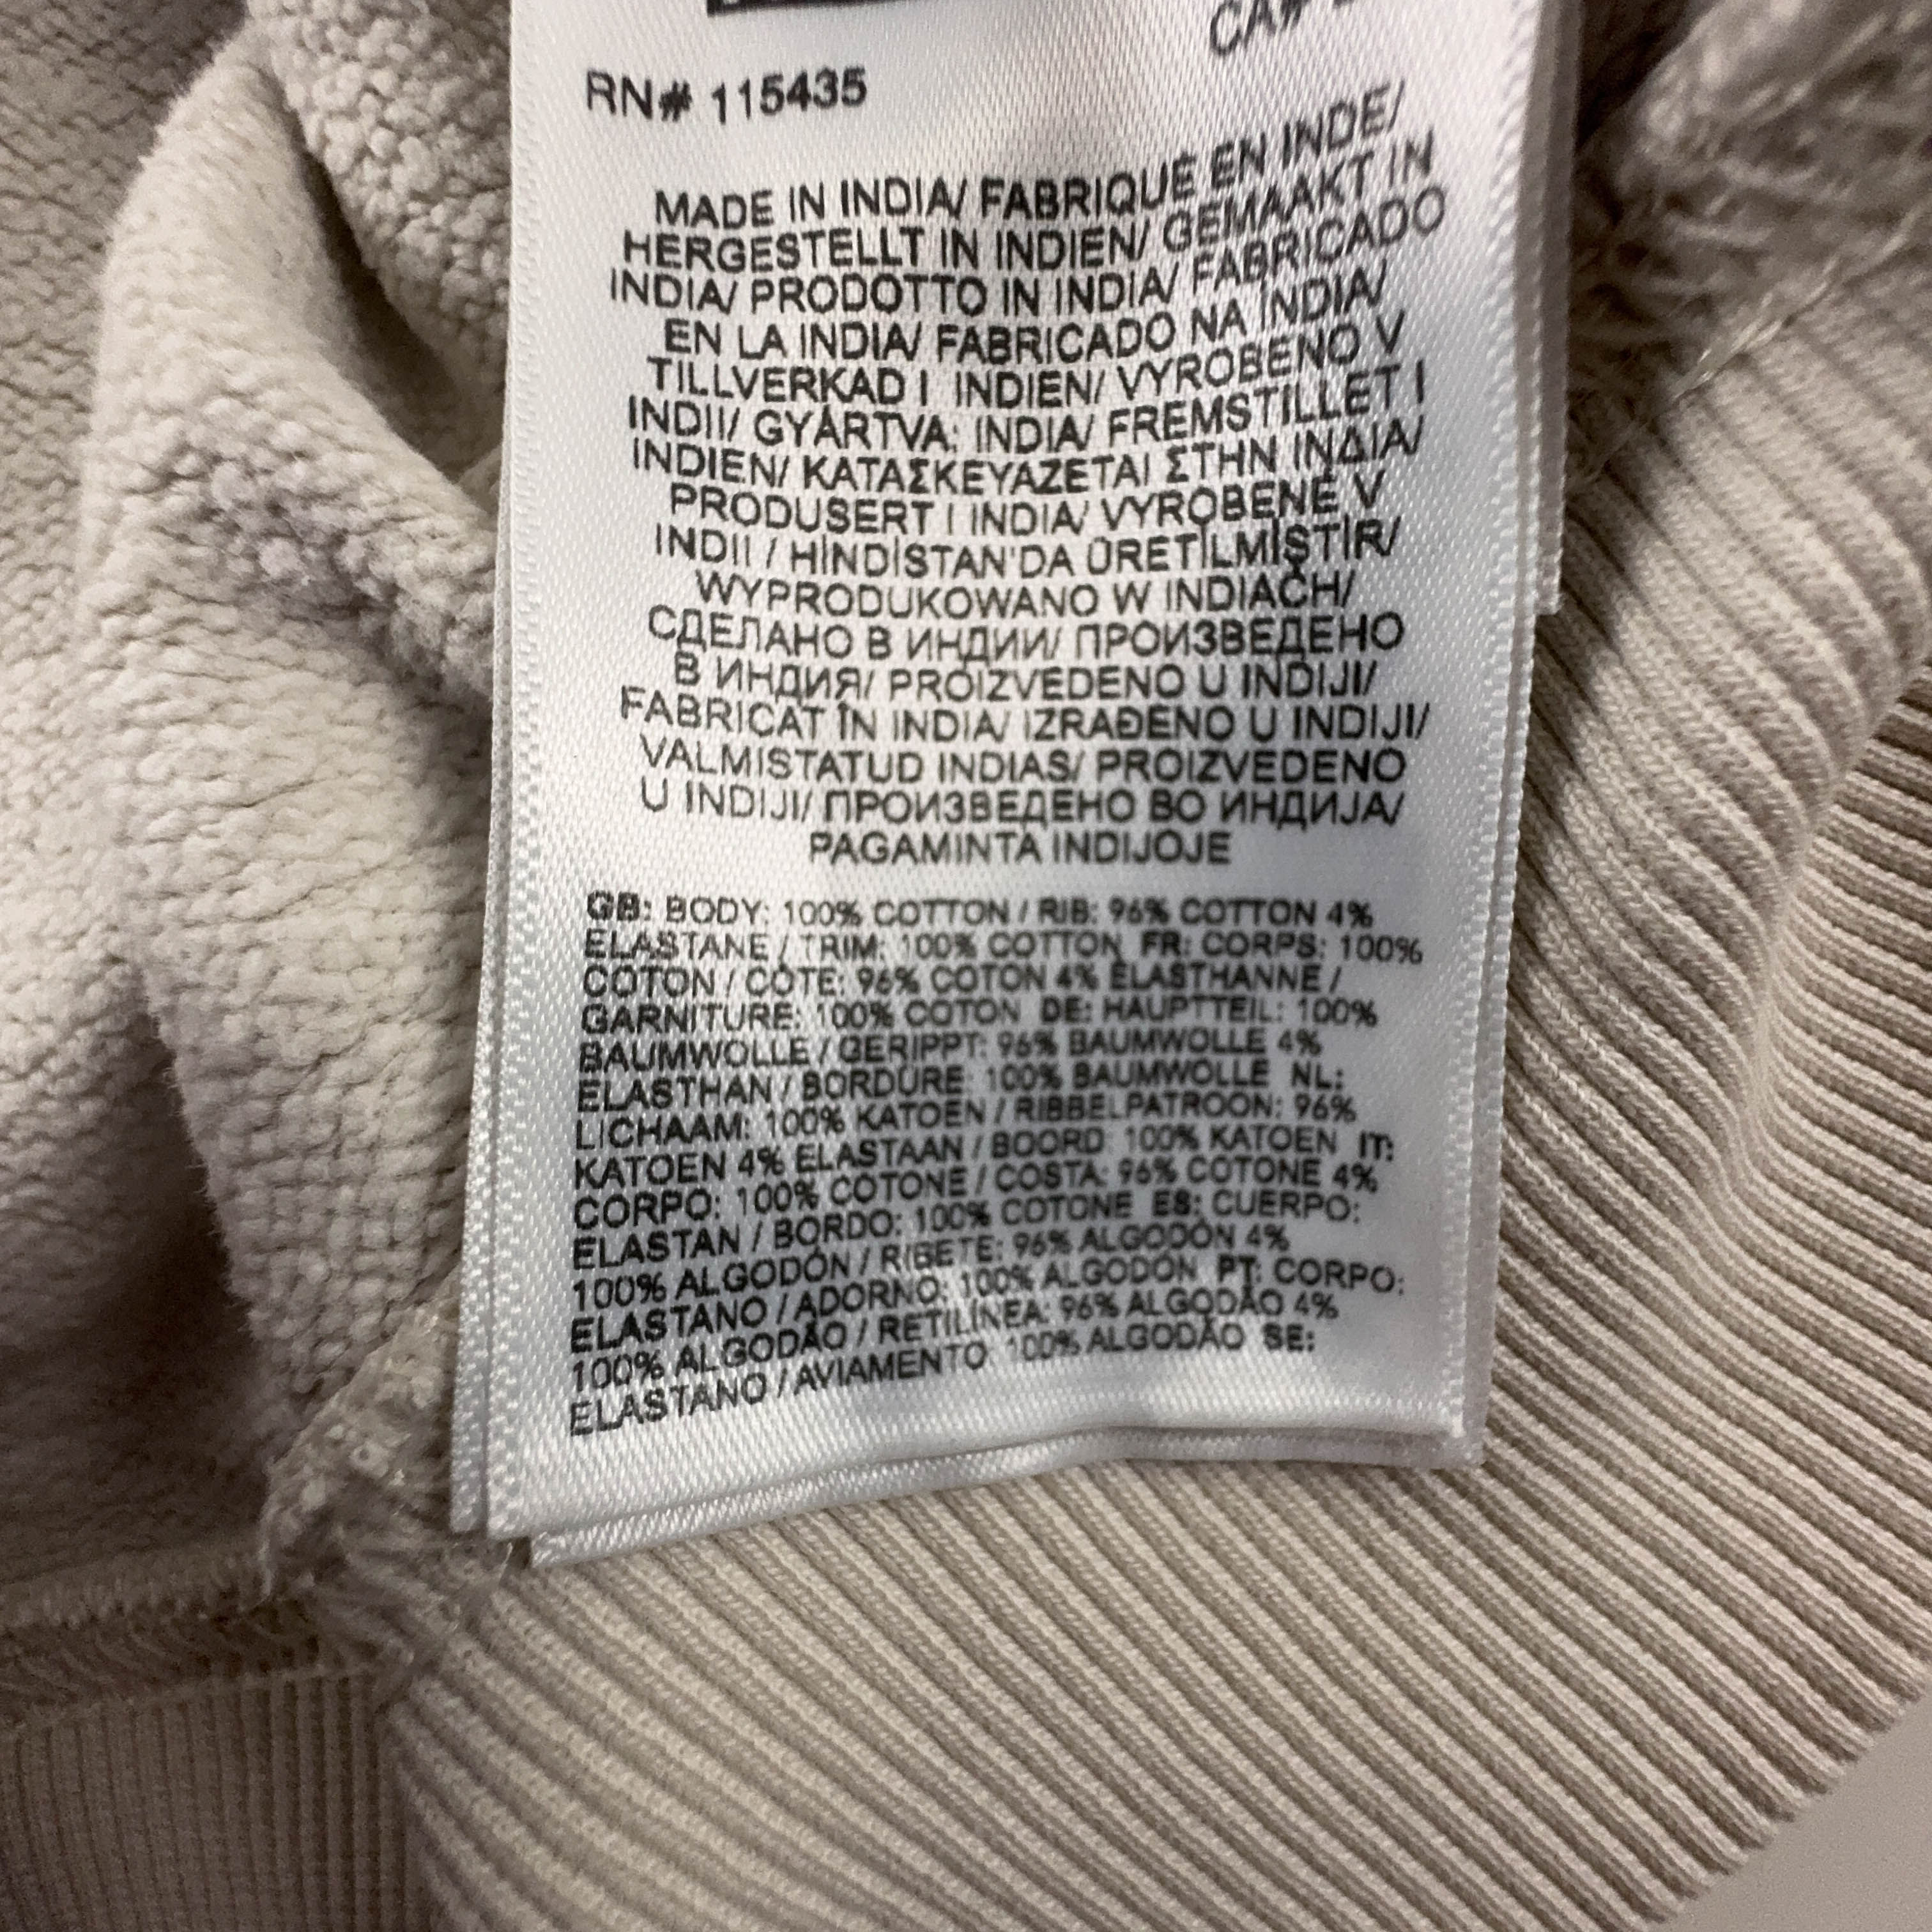 CA#
RN# 115435
MADE IN INDIA/ FABRIQUÉ EN INDE/
HERGESTELLT IN INDIEN/ GEMAAKT IN
INDIA/ PRODOTTO IN INDIA/ FABRICADO
EN LA INDIA/ FABRICADO NA ÍNDIA/
TILLVERKAD I INDIEN/ VYROBENO V
INDII/ GYÁRTVA: INDIA/ FREMSTILLET I
INDIEN/ ΚΑΤΑΣΚΕΥΑΖΕΤΑΙ ΣΤΗΝ ΙΝΔΙΑ/
PRODUSERT I INDIA/ VYROBENÉ V
INDII / HİNDİSTAN'DA ÜRETİLMİŞTİR/
WYPRODUKOWANO W INDIACH/
СДЕЛАНО В ИНДИИ/ ПРОИЗВЕДЕНО
В ИНДИЯ/ PROIZVEDENO U INDIJI/
FABRICAT ÎN INDIA/ IZRAĐENO U INDIJI/
VALMISTATUD INDIAS/ PROIZVEDENO
U INDIJI/ ПРОИЗВЕДЕНО ВО ИНДИЈА/
PAGAMINTA INDIJOJE
GB: BODY: 100% COTTON / RIB: 96% COTTON 4%
ELASTANE / TRIM: 100% COTTON FR: CORPS: 100%
COTON / CÔTE: 96% COTON 4% ÉLASTHANNE /
GARNITURE: 100% COTON DE: HAUPTTEIL: 100%
BAUMWOLLE / GERIPPT: 96% BAUMWOLLE 4%
ELASTHAN / BORDÜRE: 100% BAUMWOLLE NL:
LICHAAM: 100% KATOEN / RIBBELPATROON: 96%
KATOEN 4% ELASTAAN / BOORD: 100% KATOEN IT:
CORPO: 100% COTONE / COSTA: 96% COTONE 4%
ELASTAN / BORDO: 100% COTONE ES: CUERPO:
100% ALGODÓN / RIBETE: 96% ALGODÓN 4%
ELASTANO / ADORNO: 100% ALGODÓN PT: CORPO:
100% ALGODÃO / RETILÍNEA: 96% ALGODÃO 4%
ELASTANO / AVIAMENTO 100% ALGODÃO SE: